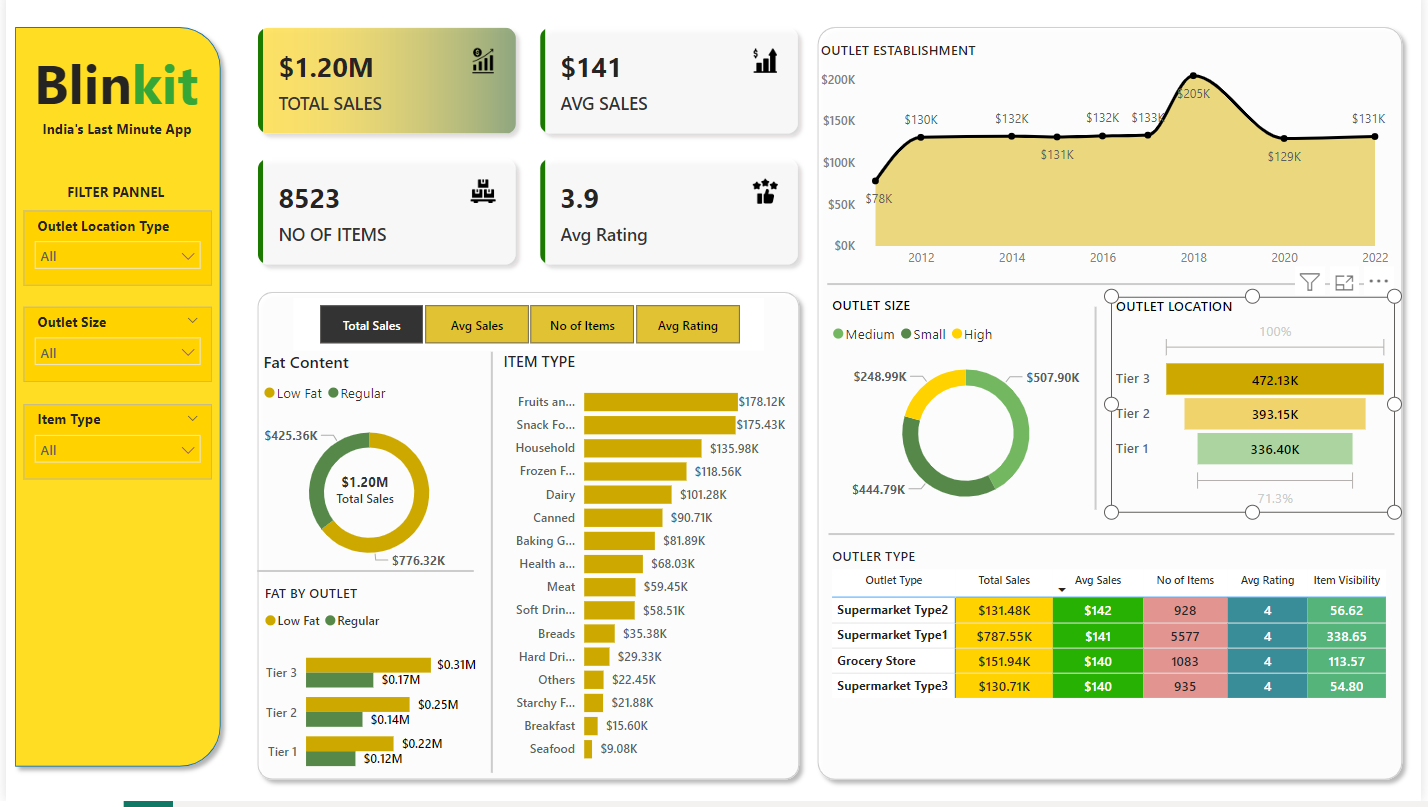 Blinkit
India's Last Minute App
FILTER PANNEL
Outlet Location Type
All
Outlet Size
All
Item Type
All
$1.20M
TOTAL SALES
$141
AVG SALES
8523
NO OF ITEMS
3.9
Avg Rating
Total Sales Avg Sales No of Items Avg Rating
Fat Content
Low Fat Regular
$425.36K
$1.20M
Total Sales
$776.32K
FAT BY OUTLET
Low Fat Regular
Tier 3 $0.31M
$0.17M
Tier 2 $0.25M
$0.14M
Tier 1 $0.22M
$0.12M
ITEM TYPE
Fruits an... $178.12K
Snack Fo... $175.43K
Household $135.98K
Frozen F... $118.56K
Dairy $101.28K
Canned $90.71K
Baking G... $81.89K
Health a... $68.03K
Meat $59.45K
Soft Drin... $58.51K
Breads $35.38K
Hard Dri... $29.33K
Others $22.45K
Starchy F... $21.88K
Breakfast $15.60K
Seafood $9.08K
OUTLET ESTABLISHMENT
$200K
$150K
$100K
$50K
$0K
$78K
$130K
$132K
$131K
$132K
$133K
$205K
$129K
$131K
2012 2014 2016 2018 2020 2022
OUTLET SIZE
Medium Small High
$248.99K
$507.90K
$444.79K
OUTLET LOCATION
100%
Tier 3 472.13K
Tier 2 393.15K
Tier 1 336.40K
71.3%
OUTLER TYPE
Outlet Type Total Sales Avg Sales No of Items Avg Rating Item Visibility
Supermarket Type2 $131.48K $142 928 4 56.62
Supermarket Type1 $787.55K $141 5577 4 338.65
Grocery Store $151.94K $140 1083 4 113.57
Supermarket Type3 $130.71K $140 935 4 54.80